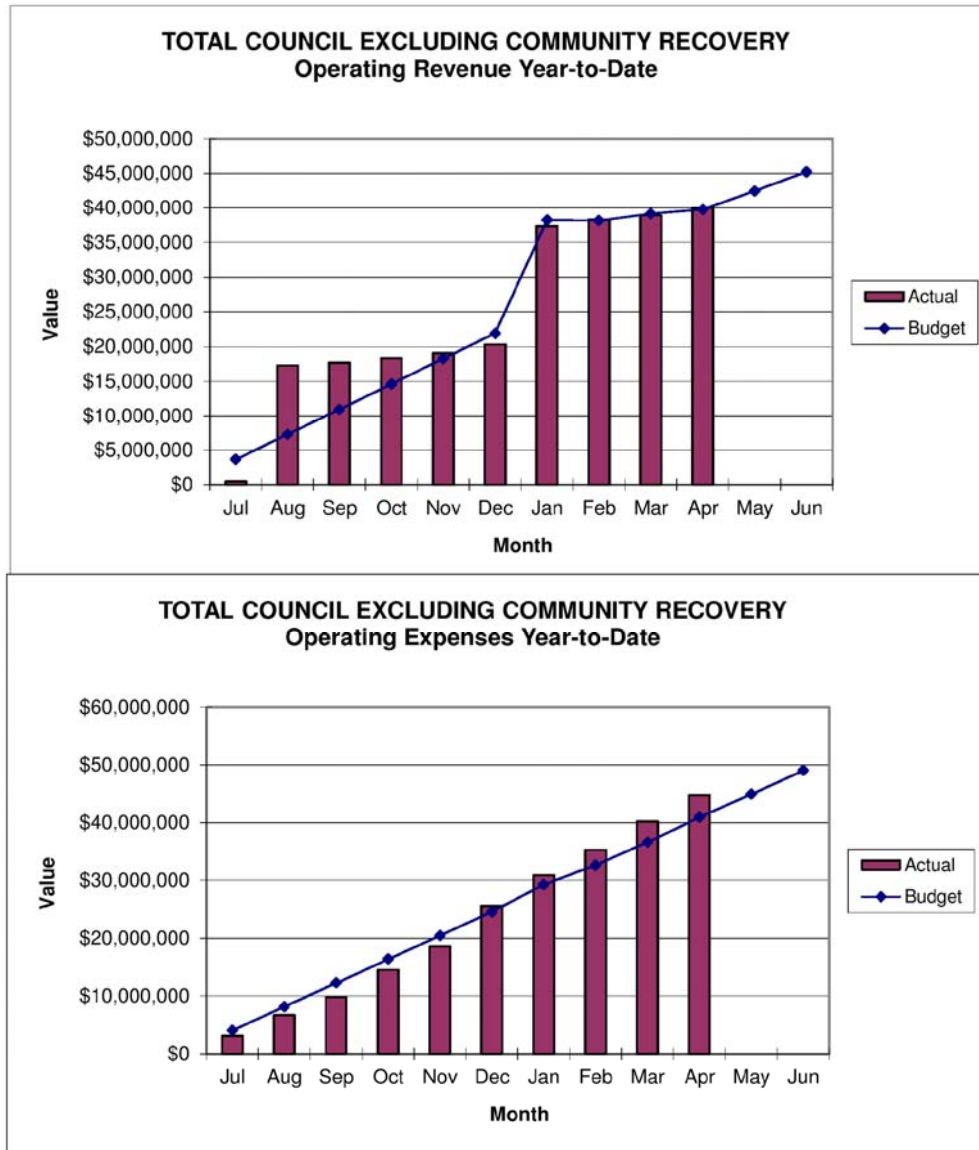 TOTAL COUNCIL EXCLUDING COMMUNITY RECOVERY
Operating Revenue Year-to-Date
$50,000,000
$45,000,000
$40,000,000
$35,000,000
$30,000,000
$25,000,000
$20,000,000
$15,000,000
$10,000,000
$5,000,000
$0
Value
Jul Aug Sep Oct Nov Dec Jan Feb Mar Apr May Jun
Month
Actual
Budget
TOTAL COUNCIL EXCLUDING COMMUNITY RECOVERY
Operating Expenses Year-to-Date
$60,000,000
$50,000,000
$40,000,000
$30,000,000
$20,000,000
$10,000,000
$0
Value
Jul Aug Sep Oct Nov Dec Jan Feb Mar Apr May Jun
Month
Actual
Budget